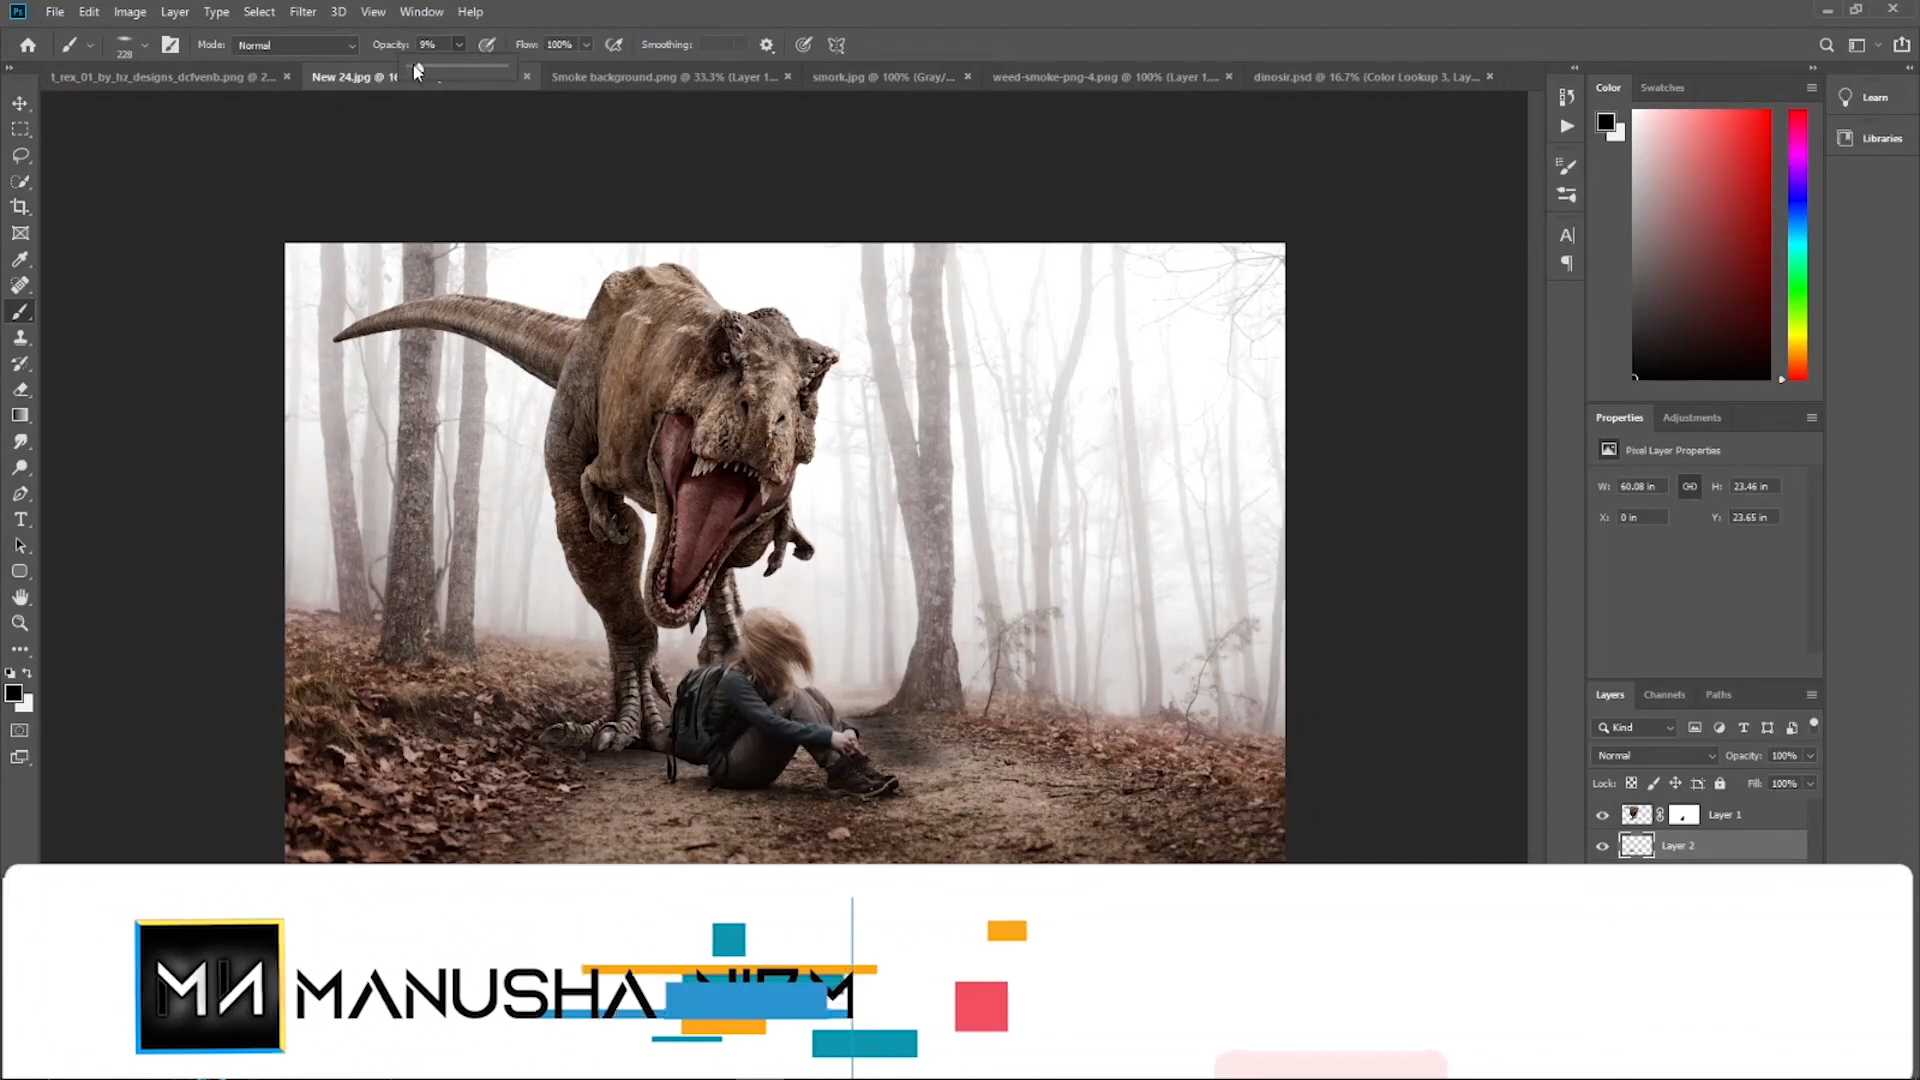 Ps File Edit Image Layer Type Select Filter 3D View Window Help
228 Mode: Normal Opacity: 9% Flow: 100% Smoothing:
t_rex_01_by_hz_designs_dcfvenb.png @ 2... × New 24.jpg @ 16 × Smoke background.png @ 33.3% (Layer 1... × smork.jpg @ 100% (Gray/... × weed-smoke-png-4.png @ 100% (Layer 1,... × dinosir.psd @ 16.7% (Color Lookup 3, Lay... ×
Color Swatches
Learn
Libraries
Properties Adjustments
Pixel Layer Properties
W: 60.08 in H: 23.46 in
X: 0 in Y: 23.65 in
Layers Channels Paths
Kind
Normal Opacity: 100%
Lock: Fill: 100%
Layer 1
Layer 2
MN MANUSHA